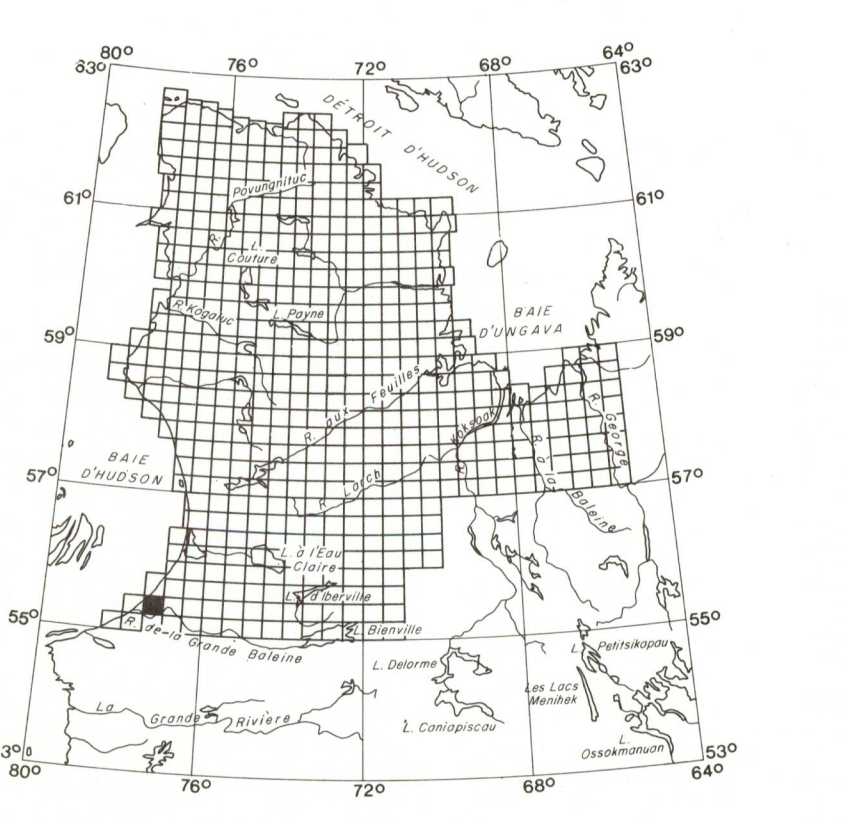 80°
76°
72°
68°
64°
63°
63°
DÉTROIT D'HUDSON
Povungnituc
R.
61°
61°
L.
Couture
R. Kogaluc
L. Payne
BAIE
D'UNGAVA
59°
59°
R. aux Feuilles
Koksoak
R. George
R. à la Baleine
BAIE
D'HUDSON
57°
57°
R. Larch
L. à l'Eau
Claire
L. d'Iberville
55°
55°
R. de-la Grande Baleine
L. Bienville
L. Petitsikapau
L. Delorme
Les Lacs
Menihek
La Grande Rivière
L. Caniapiscau
L.
Ossokmanuan
3°
53°
80°
76°
72°
68°
64°